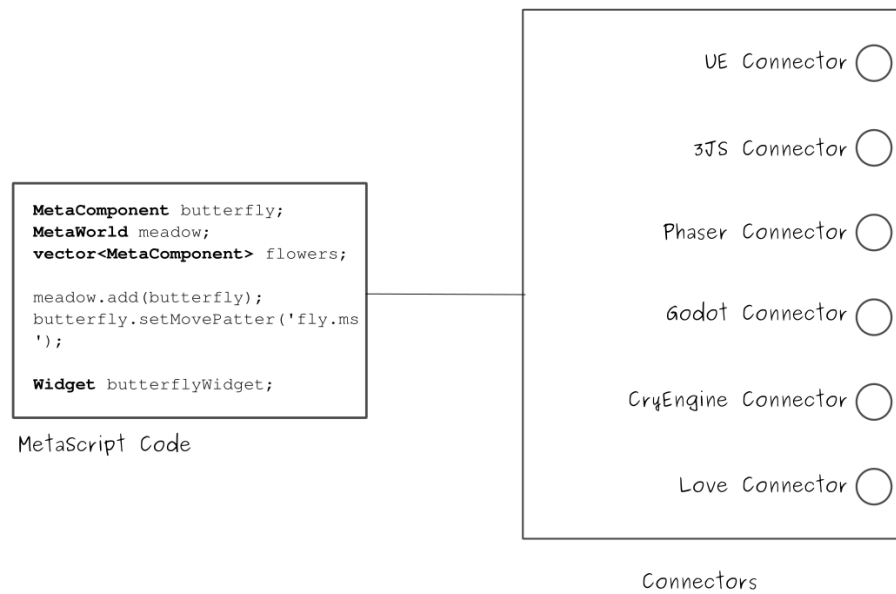 MetaComponent butterfly;
MetaWorld meadow;
vector<MetaComponent> flowers;
meadow.add(butterfly);
butterfly.setMovePatter('fly.ms
');
Widget butterflyWidget;
MetaScript Code
UE Connector
3JS Connector
Phaser Connector
Godot Connector
CryEngine Connector
Love Connector
Connectors